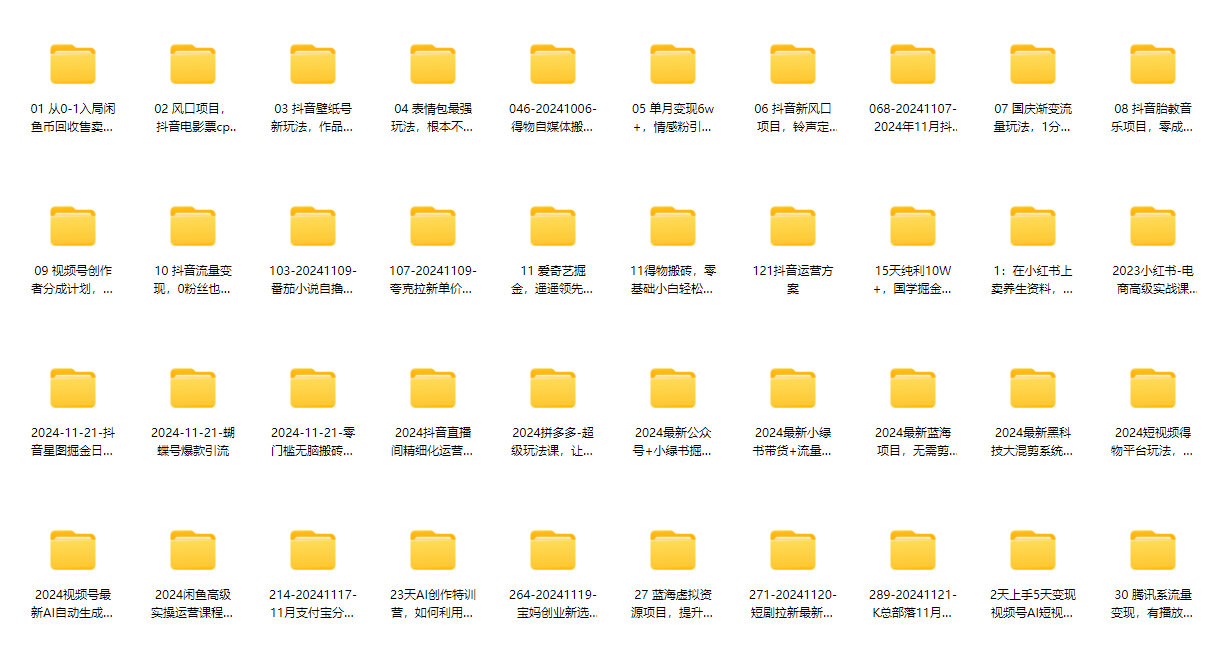 01 从0-1入局闲
鱼币回收售卖...
02 风口项目，
抖音电影票cp...
03 抖音壁纸号
新玩法，作品...
04 表情包最强
玩法，根本不...
046-20241006-
得物自媒体搬...
05 单月变现6w
+，情感粉引...
06 抖音新风口
项目，铃声定...
068-20241107-
2024年11月抖...
07 国庆渐变流
量玩法，1分...
08 抖音胎教音
乐项目，零成...
09 视频号创作
者分成计划，...
10 抖音流量变
现，0粉丝也...
103-20241109-
番茄小说自撸...
107-20241109-
夸克拉新单价...
11 爱奇艺掘
金，遥遥领先...
11得物搬砖，零
基础小白轻松...
121抖音运营方
案
15天纯利10W
+，国学掘金...
1：在小红书上
卖养生资料，...
2023小红书-电
商高级实战课...
2024-11-21-抖
音星图掘金日...
2024-11-21-蝴
蝶号爆款引流
2024-11-21-零
门槛无脑搬砖...
2024抖音直播
间精细化运营...
2024拼多多-超
级玩法课，让...
2024最新公众
号+小绿书掘...
2024最新小绿
书带货+流量...
2024最新蓝海
项目，无需剪...
2024最新黑科
技大混剪系统...
2024短视频得
物平台玩法，...
2024视频号最
新AI自动生成...
2024闲鱼高级
实操运营课程...
214-20241117-
11月支付宝分...
23天AI创作特训
营，如何利用...
264-20241119-
宝妈创业新选...
27 蓝海虚拟资
源项目，提升...
271-20241120-
短剧拉新最新...
289-20241121-
K总部落11月...
2天上手5天变现
视频号AI短视...
30 腾讯系流量
变现，有播放...